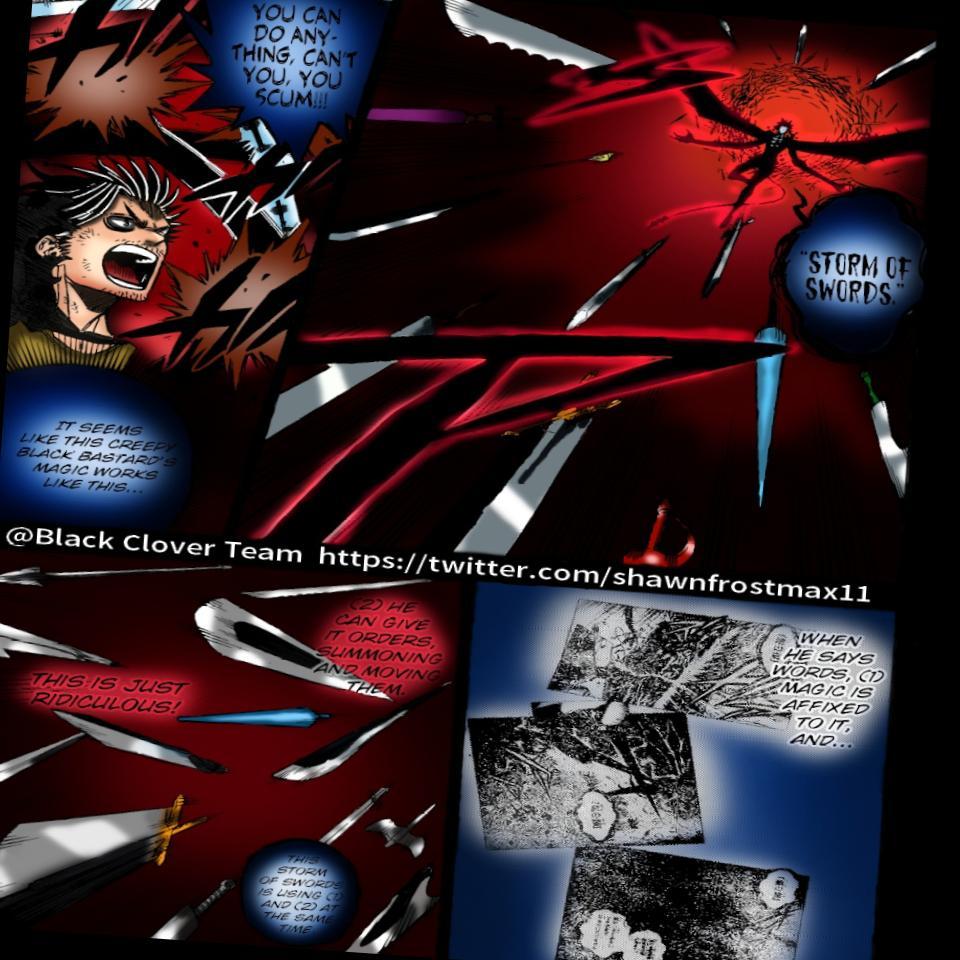 YOU CAN
DO ANY-
THING, CAN'T
YOU, YOU
SCUM!!!
"STORM OF
SWORDS."
IT SEEMS
LIKE THIS CREEPY
BLACK BASTARD'S
MAGIC WORKS
LIKE THIS...
@Black Clover Team https://twitter.com/shawnfrostmax11
WHEN
HE SAYS
WORDS, (1)
MAGIC IS
AFFIXED
TO IT,
AND...
(2) HE
CAN GIVE
IT ORDERS,
SUMMONING
AND MOVING
THEM.
THIS IS JUST
RIDICULOUS!
THIS
STORM
OF SWORDS
IS USING (1)
AND (2) AT
THE SAME
TIME.